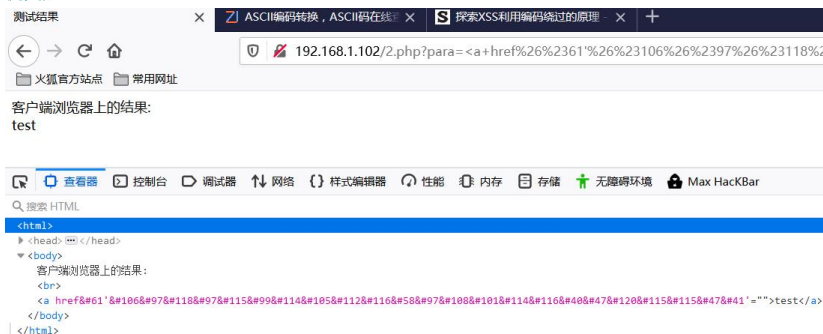 测试结果 × ZI ASCII编码转换，ASCII码在线 × S 探索XSS利用编码绕过的原理 - × +
192.168.1.102/2.php?para=<a+href%26%2361'%26%23106%26%2397%26%23118%2
火狐官方站点 常用网址
客户端浏览器上的结果:
test
查看器 控制台 调试器 网络 {} 样式编辑器 性能 内存 存储 无障碍环境 Max HacKBar
搜索 HTML
<html>
<head> ••• </head>
<body>
客户端浏览器上的结果:
<br>
<a href&#61'&#106&#97&#118&#97&#115&#99&#114&#105&#112&#116&#58&#97&#108&#101&#114&#116&#40&#47&#120&#115&#115&#47&#41'="">test</a>
</body>
</html>